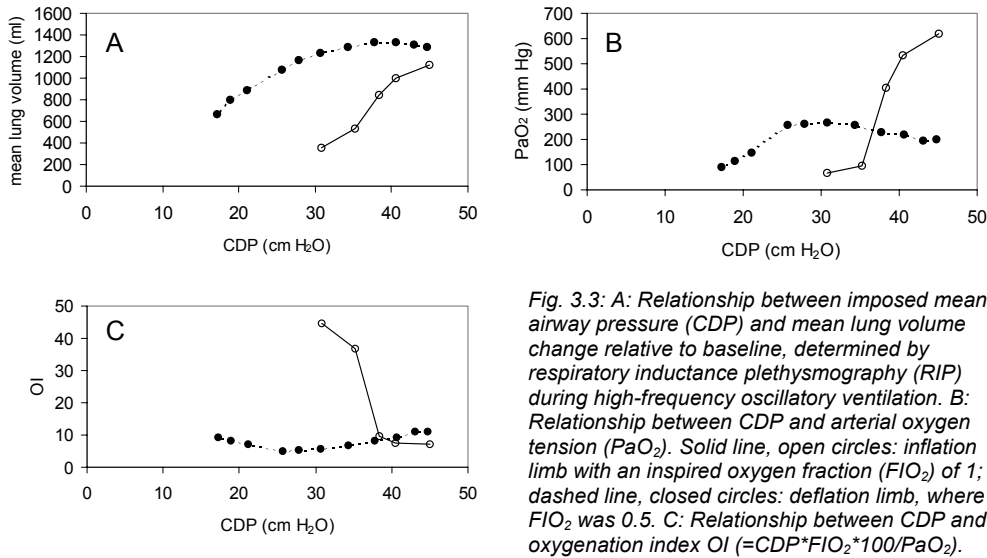 A
mean lung volume (ml)
1600
1400
1200
1000
800
600
400
200
0
0 10 20 30 40 50
CDP (cm H₂O)
B
PaO₂ (mm Hg)
700
600
500
400
300
200
100
0
0 10 20 30 40 50
CDP (cm H₂O)
C
OI
50
40
30
20
10
0
0 10 20 30 40 50
CDP (cm H₂O)
Fig. 3.3: A: Relationship between imposed mean
airway pressure (CDP) and mean lung volume
change relative to baseline, determined by
respiratory inductance plethysmography (RIP)
during high-frequency oscillatory ventilation. B:
Relationship between CDP and arterial oxygen
tension (PaO₂). Solid line, open circles: inflation
limb with an inspired oxygen fraction (FIO₂) of 1;
dashed line, closed circles: deflation limb, where
FIO₂ was 0.5. C: Relationship between CDP and
oxygenation index OI (=CDP*FIO₂*100/PaO₂).